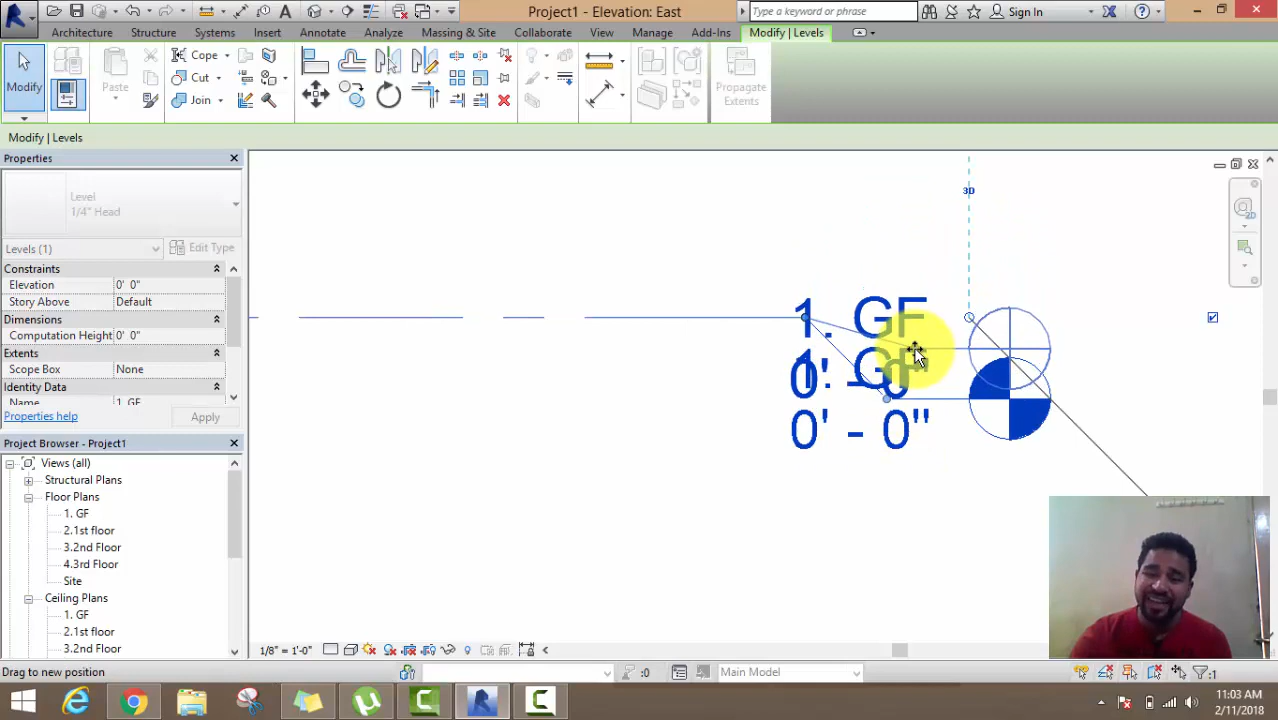 Project1 - Elevation: East
Type a keyword or phrase
Sign In
Architecture Structure Systems Insert Annotate Analyze Massing & Site Collaborate View Manage Add-Ins Modify | Levels
Modify
Paste
Cope
Cut
Join
Propagate
Extents
Modify | Levels
Properties
Level
1/4" Head
Levels (1)
Edit Type
Constraints
Elevation 0' 0"
Story Above Default
Dimensions
Computation Height 0' 0"
Extents
Scope Box None
Identity Data
Name 1. GF
Properties help
Apply
Project Browser - Project1
Views (all)
Structural Plans
Floor Plans
1. GF
2.1st floor
3.2nd Floor
4.3rd Floor
Site
Ceiling Plans
1. GF
2.1st floor
3.2nd Floor
3D
2D
1. GF
0' - 0"
1. GF
0' - 0"
1/8" = 1'-0"
Drag to new position
:0
Main Model
:1
11:03 AM
2/11/2018